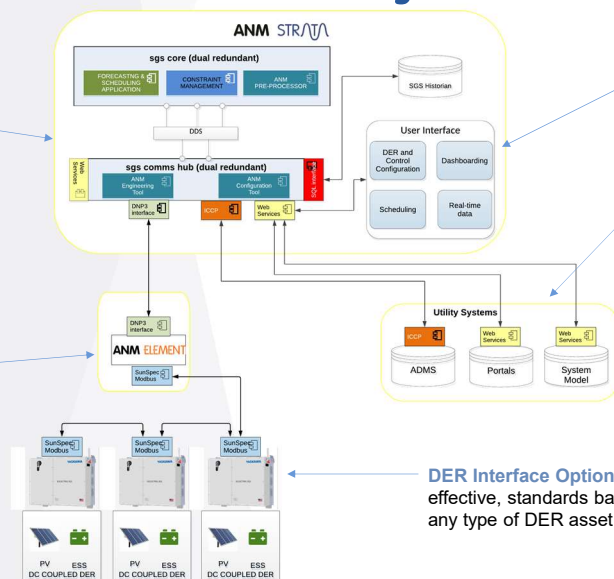 ANM STRATA
sgs core (dual redundant)
FORECASTNG &
SCHEDULING
APPLICATION
CONSTRAINT
MANAGEMENT
ANM
PRE-PROCESSOR
SGS Historian
DDS
sgs comms hub (dual redundant)
Web
Services
ANM
Engineering
Tool
ANM
Configuration
Tool
SQL interface
DNP3
interface
ICCP
Web
Services
User Interface
DER and
Control
Configuration
Dashboarding
Scheduling
Real-time
data
DNP3
interface
ANM ELEMENT
SunSpec
Modbus
Utility Systems
ICCP
Web
Services
Web
Services
ADMS
Portals
System
Model
SunSpec
Modbus
SunSpec
Modbus
SunSpec
Modbus
PV ESS
DC COUPLED DER
PV ESS
DC COUPLED DER
PV ESS
DC COUPLED DER
DER Interface Option
effective, standards ba
any type of DER asset